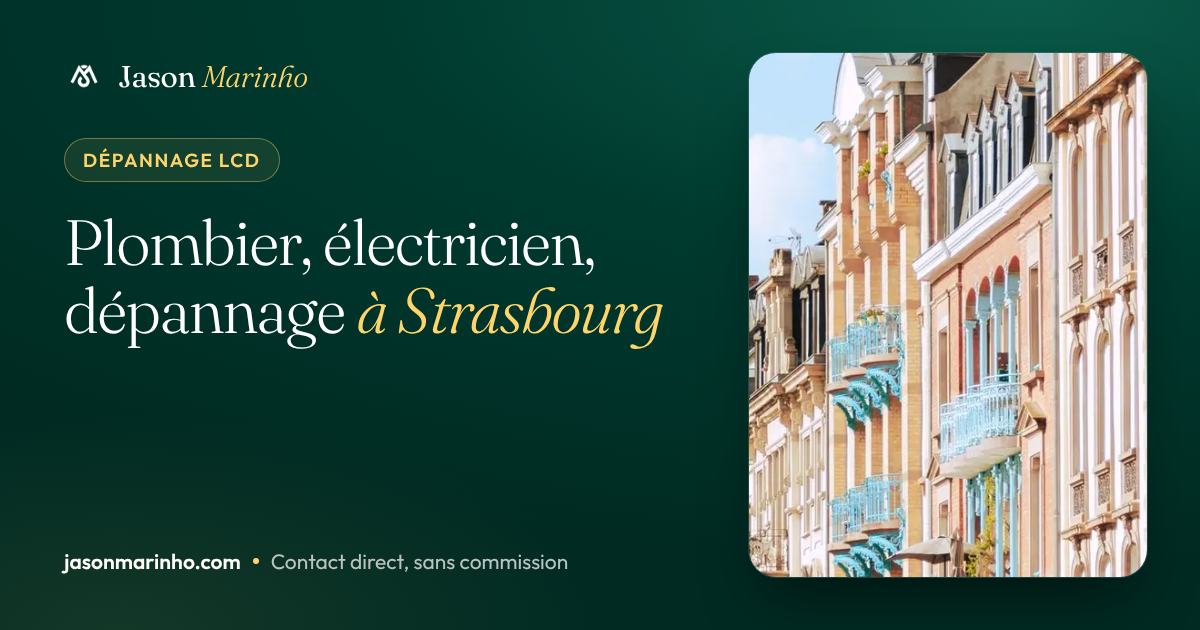 Jason Marinho
DÉPANNAGE LCD
Plombier, électricien,
dépannage à Strasbourg
jasonmarinho.com • Contact direct, sans commission